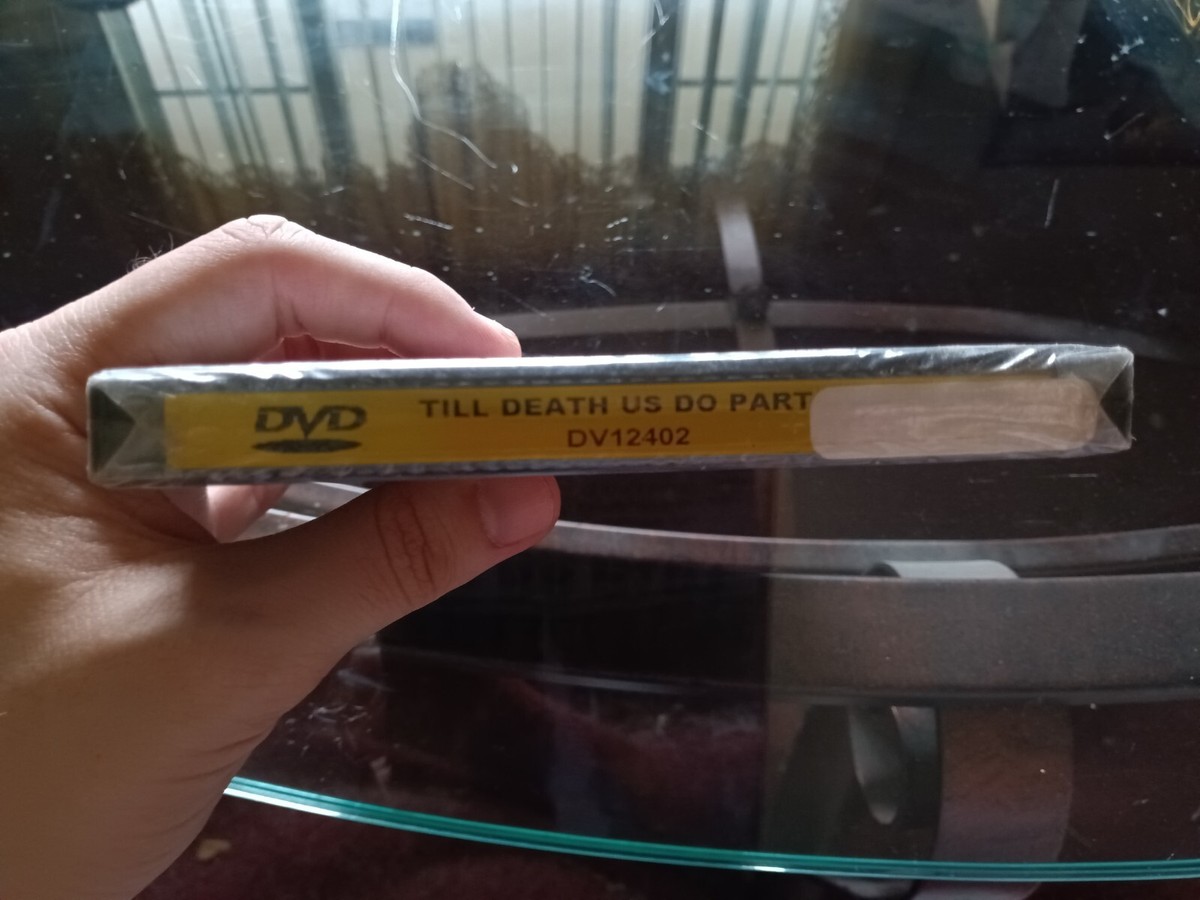 DVD
TILL DEATH US DO PART
DV12402